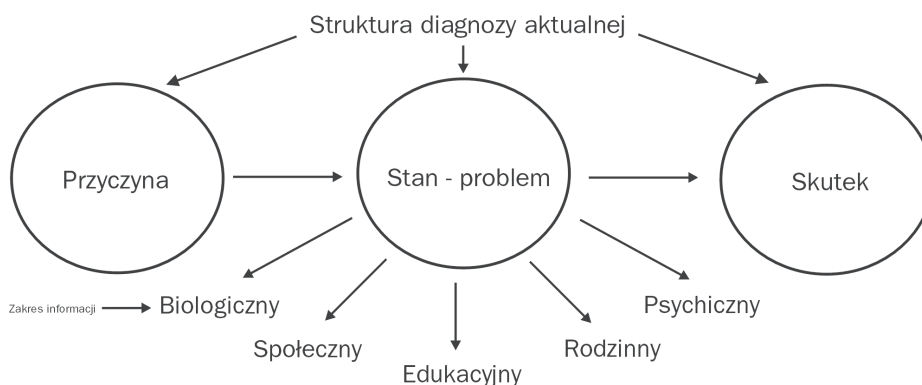 Struktura diagnozy aktualnej
Przyczyna
Stan - problem
Skutek
Zakres informacji
Biologiczny
Społeczny
Edukacyjny
Rodzinny
Psychiczny